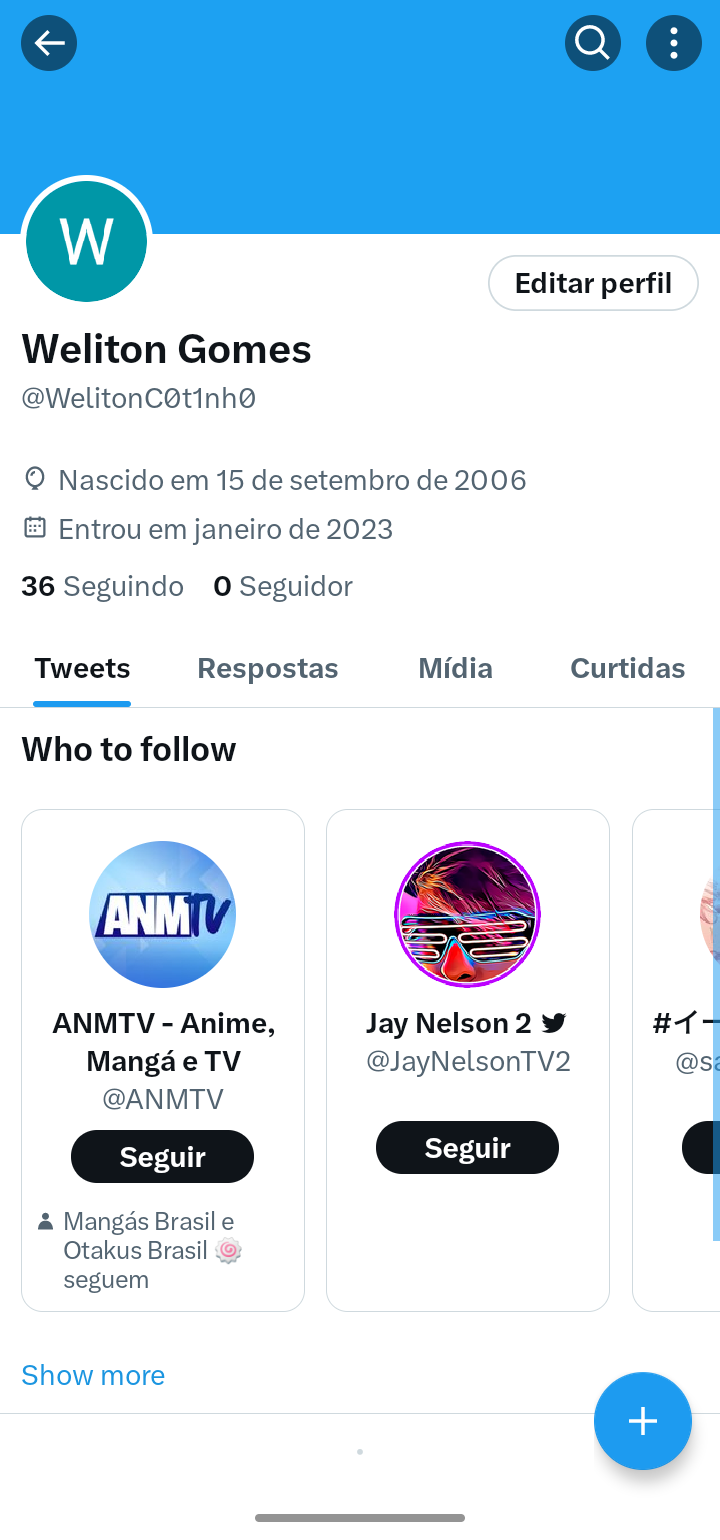 W
Editar perfil
Weliton Gomes
@WelitonC0t1nh0
Nascido em 15 de setembro de 2006
Entrou em janeiro de 2023
36 Seguindo 0 Seguidor
Tweets Respostas Mídia Curtidas
Who to follow
ANMTV
ANMTV - Anime,
Mangá e TV
@ANMTV
Seguir
Mangás Brasil e
Otakus Brasil 🍥
seguem
Jay Nelson 2
@JayNelsonTV2
Seguir
#イー
@sa
Show more